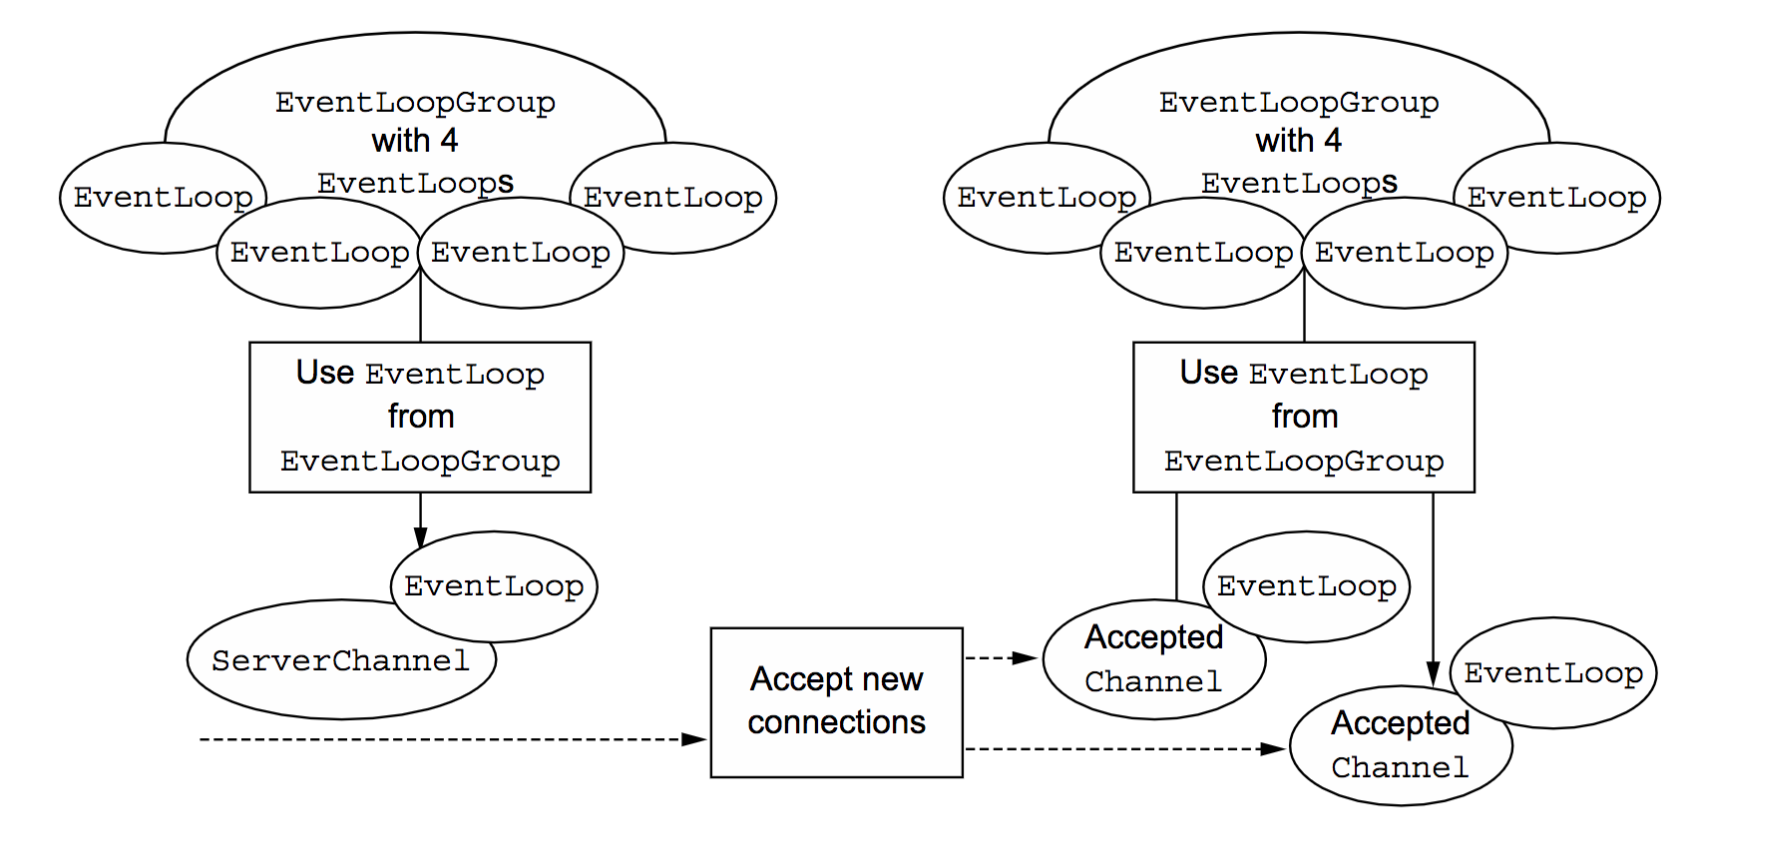 EventLoopGroup
with 4
EventLoops
EventLoop
EventLoop
EventLoop
EventLoop
Use EventLoop
from
EventLoopGroup
EventLoop
ServerChannel
Accept new
connections
EventLoopGroup
with 4
EventLoops
EventLoop
EventLoop
EventLoop
EventLoop
Use EventLoop
from
EventLoopGroup
EventLoop
Accepted
Channel
EventLoop
Accepted
Channel